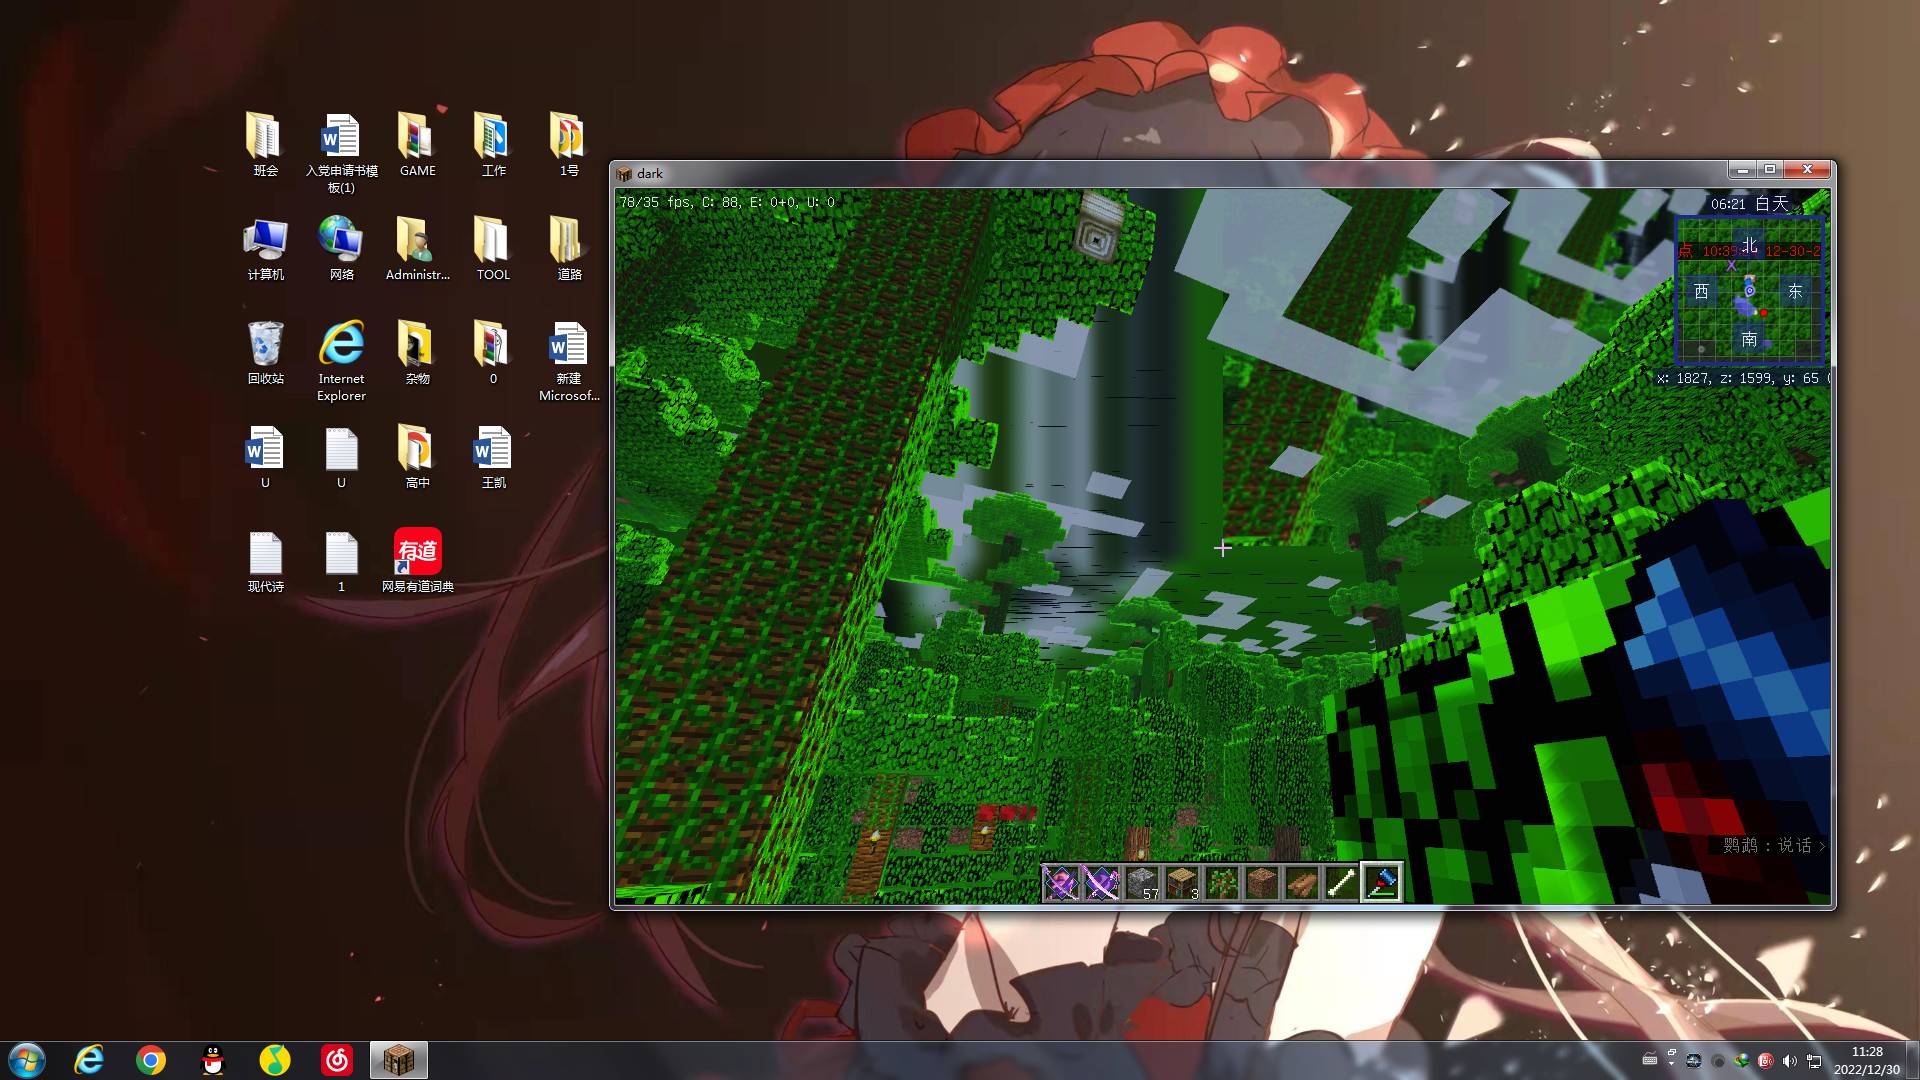 班会
入党申请书模
板(1)
GAME
工作
1号
计算机
网络
Administr...
TOOL
道路
回收站
Internet
Explorer
杂物
0
新建
Microsof...
U
U
高中
王凯
现代诗
1
有道
网易有道词典
dark
78/35 fps, C: 88, E: 0+0, U: 0
06:21 白天
北
点 10:39
12-30-2
X
西
东
南
x: 1827, z: 1599, y: 65 (
鹦鹉：说话 >
57
3
11:28
2022/12/30